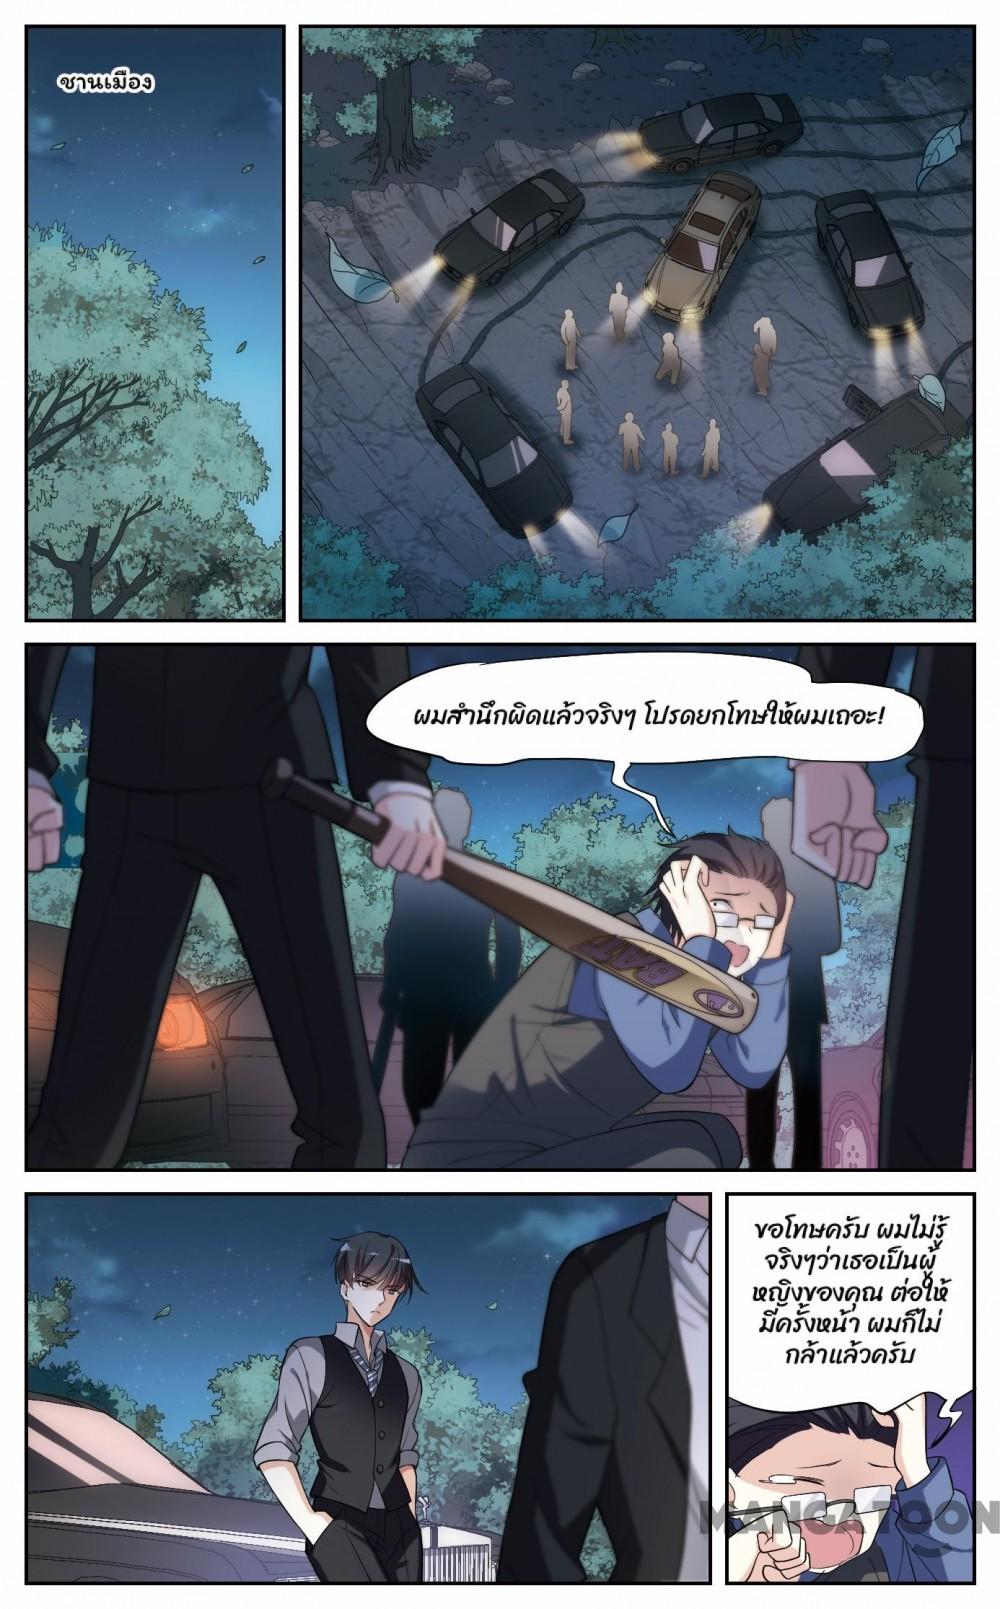 ชานเมือง
ผมสำนึกผิดแล้วจริงๆ โปรดยกโทษให้ผมเถอะ!
BAT
ขอโทษครับ ผมไม่รู้
จริงๆว่าเธอเป็นผู้
หญิงของคุณ ต่อให้
มีครั้งหน้า ผมก็ไม่
กล้าแล้วครับ
MANGATOON